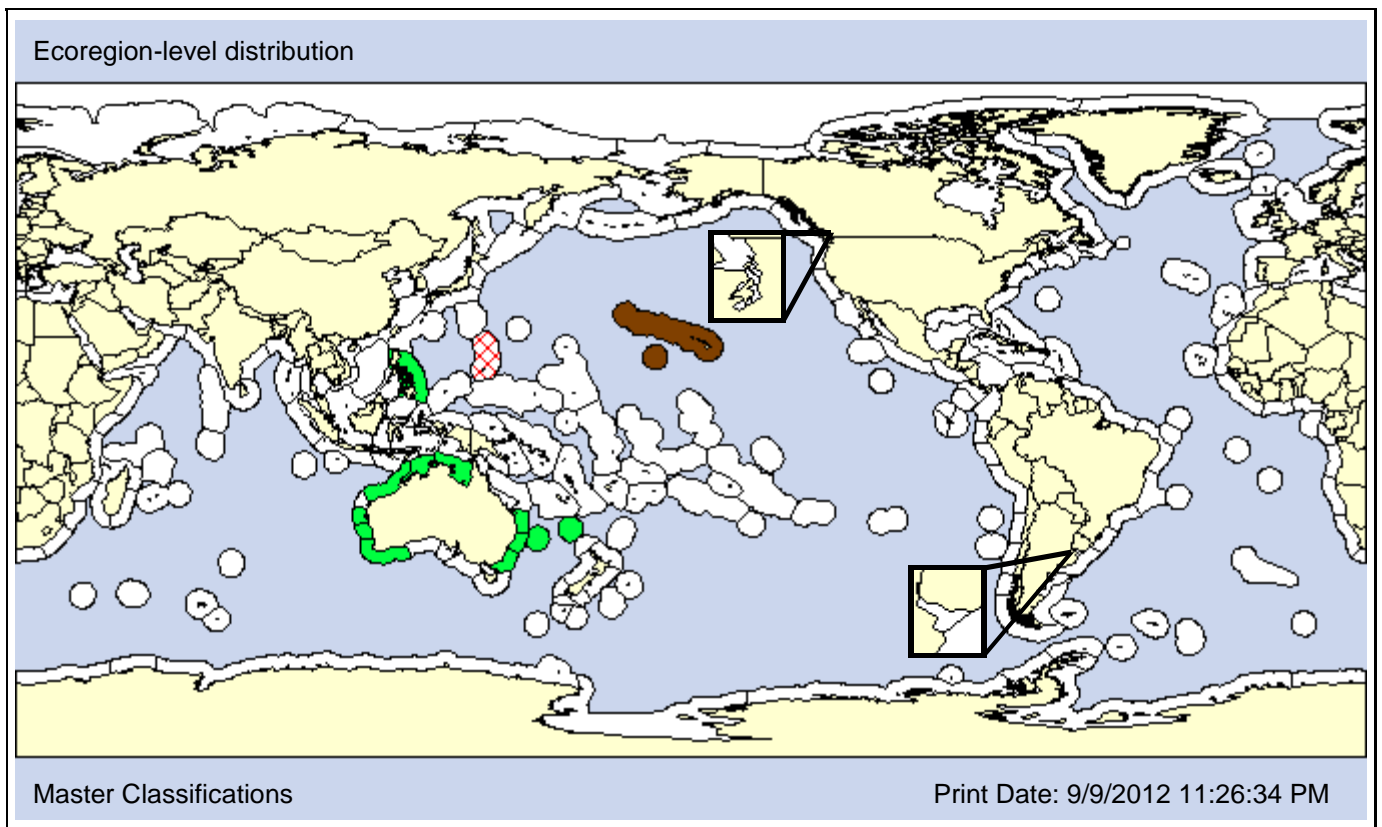 Ecoregion-level distribution
Master Classifications
Print Date: 9/9/2012 11:26:34 PM